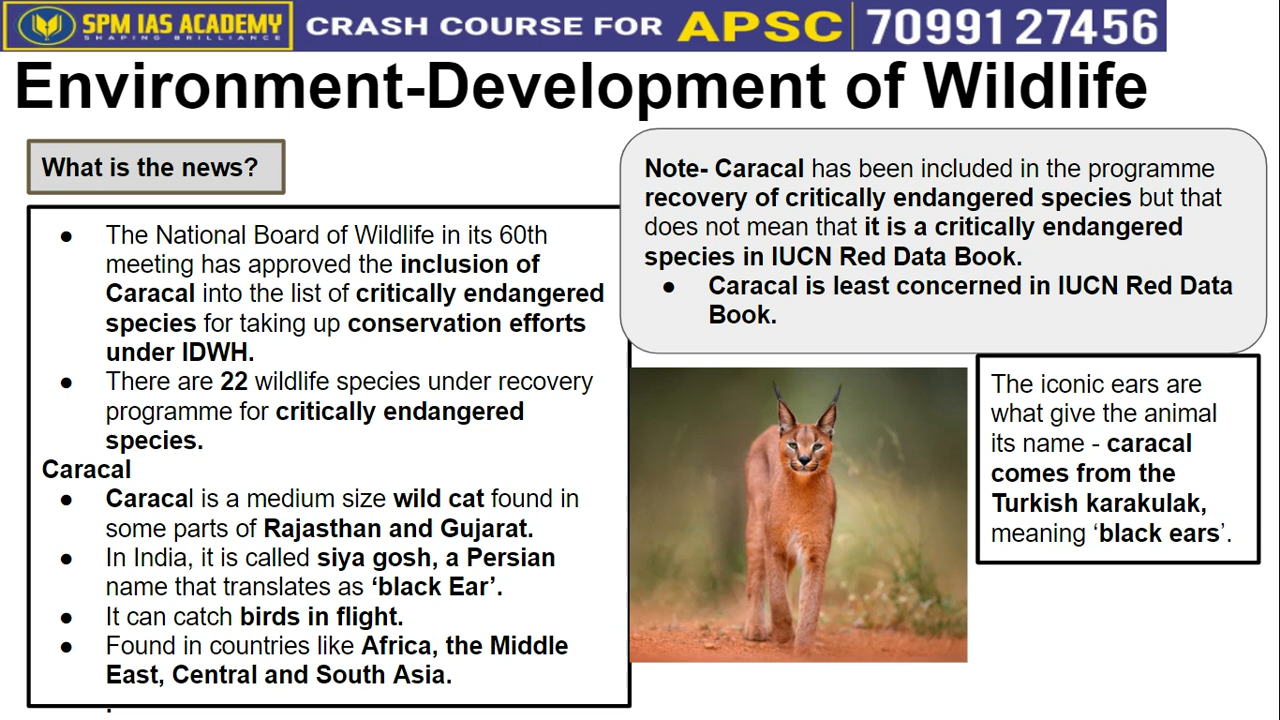 SPM IAS ACADEMY
SHAPING BRILLIANCE
CRASH COURSE FOR APSC 70991 27456
Environment-Development of Wildlife
What is the news?
● The National Board of Wildlife in its 60th
meeting has approved the inclusion of
Caracal into the list of critically endangered
species for taking up conservation efforts
under IDWH.
● There are 22 wildlife species under recovery
programme for critically endangered
species.
Caracal
● Caracal is a medium size wild cat found in
some parts of Rajasthan and Gujarat.
● In India, it is called siya gosh, a Persian
name that translates as ‘black Ear’.
● It can catch birds in flight.
● Found in countries like Africa, the Middle
East, Central and South Asia.
Note- Caracal has been included in the programme
recovery of critically endangered species but that
does not mean that it is a critically endangered
species in IUCN Red Data Book.
● Caracal is least concerned in IUCN Red Data
Book.
The iconic ears are
what give the animal
its name - caracal
comes from the
Turkish karakulak,
meaning ‘black ears’.